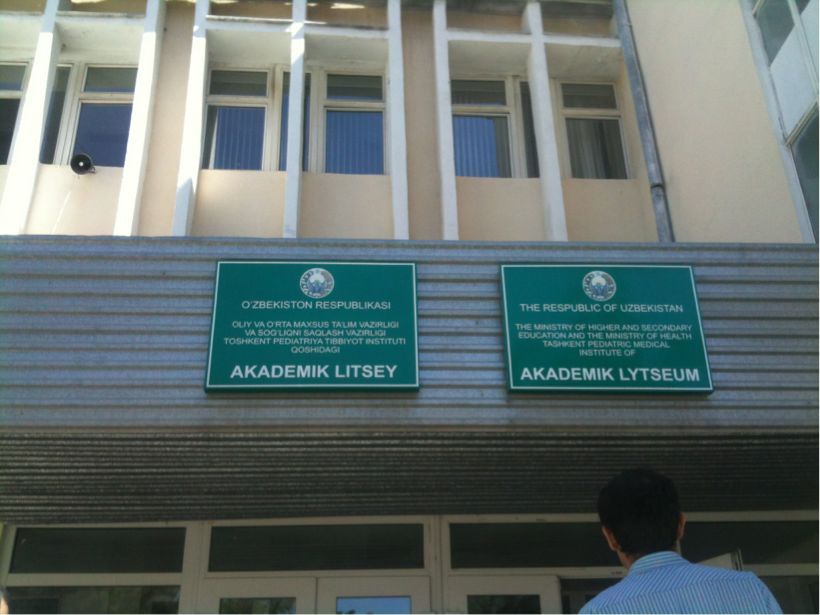 O'ZBEKISTON RESPUBLIKASI
OLIY VA O'RTA MAXSUS TA'LIM VAZIRLIGI
VA SOG'LIQNI SAQLASH VAZIRLIGI
TOSHKENT PEDIATRIYA TIBBIYOT INSTITUTI
QOSHIDAGI
AKADEMIK LITSEY
THE RESPUBLIC OF UZBEKISTAN
THE MINISTRY OF HIGHER AND SECONDARY
EDUCATION AND THE MINISTRY OF HEALTH
TASHKENT PEDIATRIC MEDICAL
INSTITUTE OF
AKADEMIK LYTSEUM